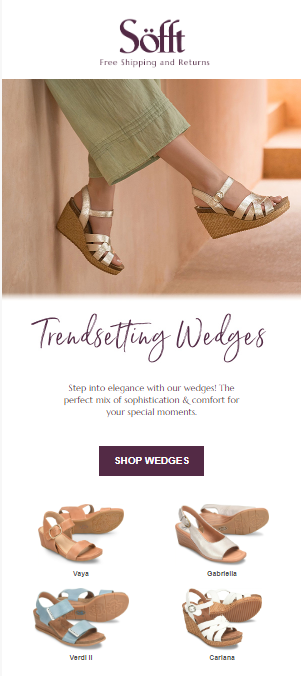 Söfft
Free Shipping and Returns
Trendsetting Wedges
Step into elegance with our wedges! The
perfect mix of sophistication & comfort for
your special moments.
SHOP WEDGES
Vaya
Gabriella
Verdi II
Carlana